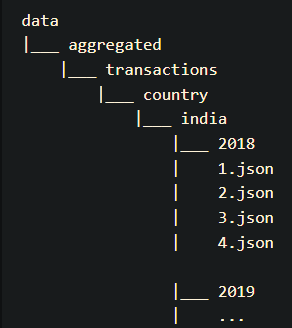 data
|___ aggregated
    |___ transactions
        |___ country
            |___ india
                |___ 2018
                |    1.json
                |    2.json
                |    3.json
                |    4.json

                |___ 2019
                |    ...